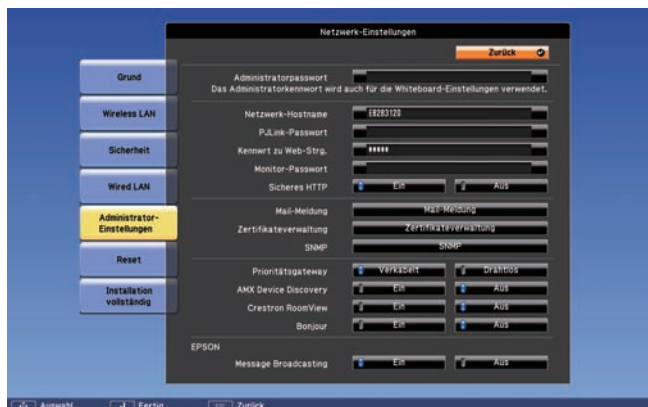 Netzwerk-Einstellungen
Zurück
Grund
Wireless LAN
Sicherheit
Wired LAN
Administrator-
Einstellungen
Reset
Installation
vollständig
Administratorpasswort
Das Administratorkennwort wird auch für die Whiteboard-Einstellungen verwendet.
Netzwerk-Hostname EB283120
PJLink-Passwort
Kennwrt zu Web-Strg. *****
Monitor-Passwort
Sicheres HTTP Ein Aus
Mail-Meldung Mail-Meldung
Zertifikateverwaltung Zertifikateverwaltung
SNMP SNMP
Prioritätsgateway Verkabelt Drahtlos
AMX Device Discovery Ein Aus
Crestron RoomView Ein Aus
Bonjour Ein Aus
EPSON
Message Broadcasting Ein Aus
Auswahl Fertig Zurück